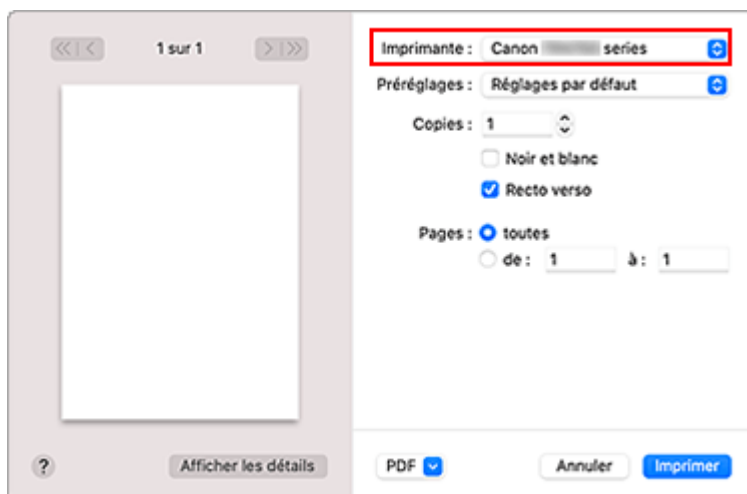 1 sur 1
Imprimante : Canon series
Préréglages : Réglages par défaut
Copies : 1
Noir et blanc
Recto verso
Pages : toutes
de : 1 à : 1
? Afficher les détails PDF Annuler Imprimer